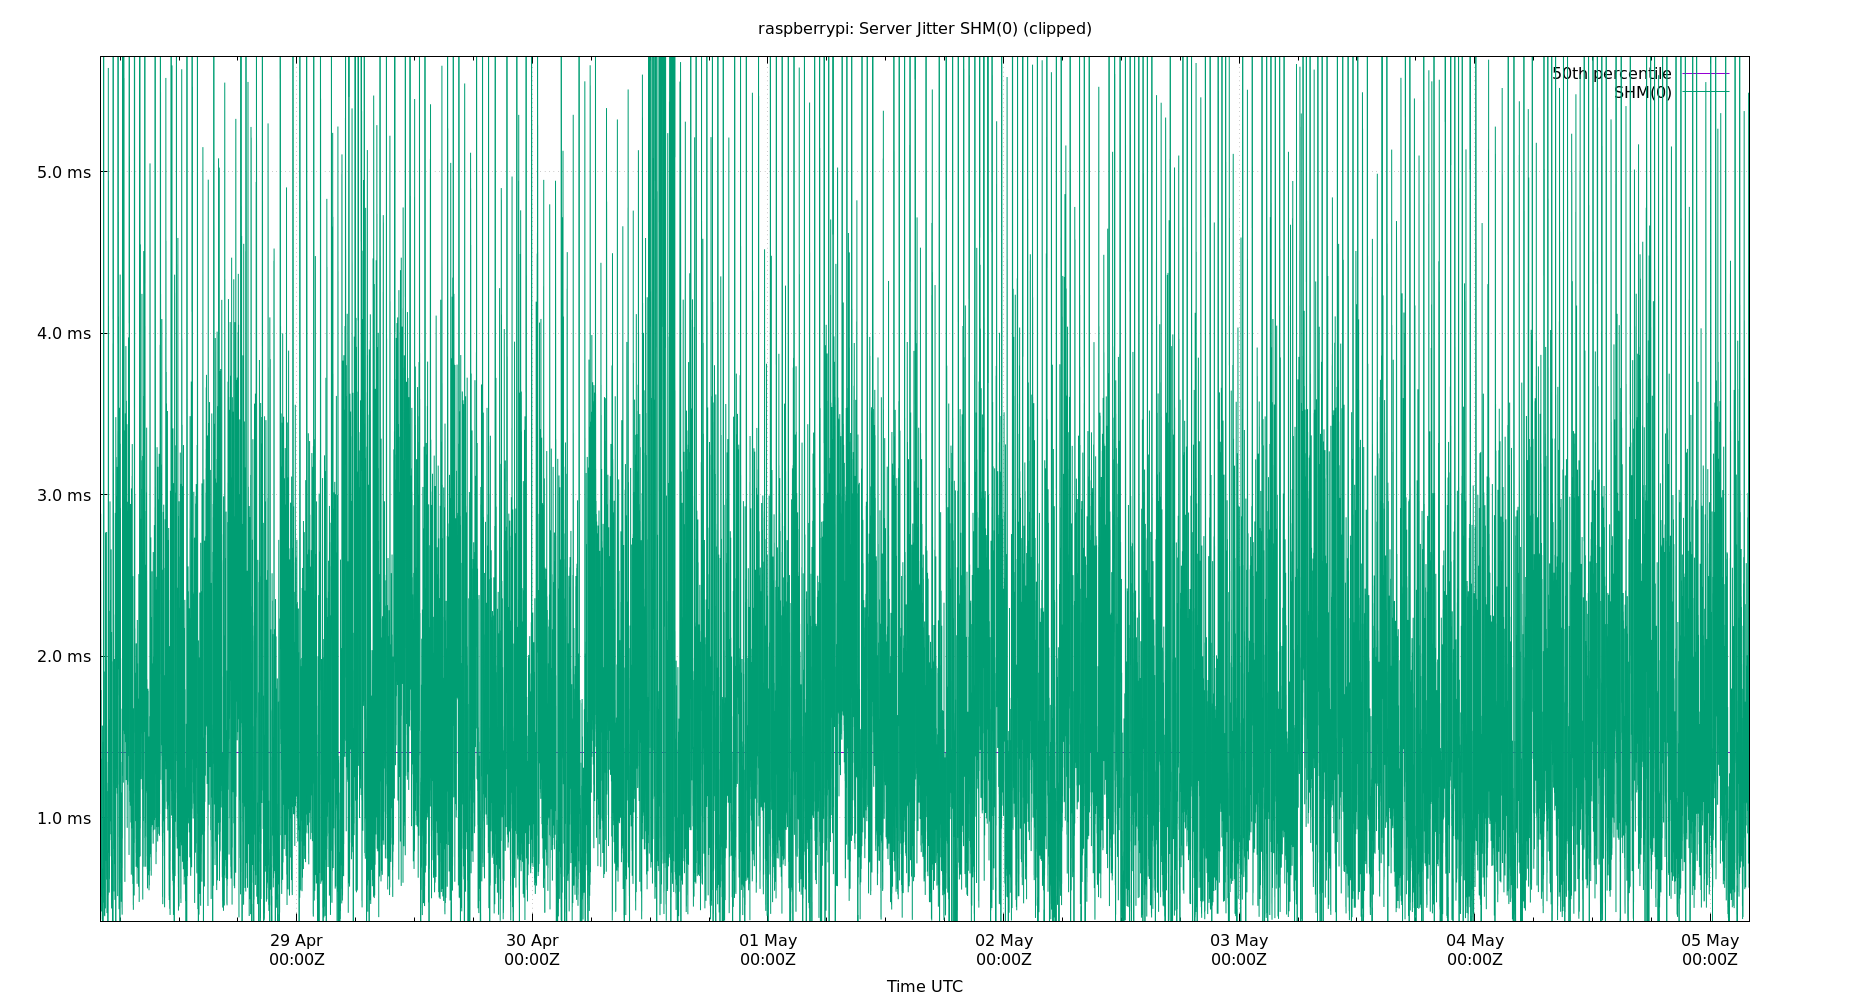 raspberrypi: Server Jitter SHM(0) (clipped)
50th percentile
SHM(0)
5.0 ms
4.0 ms
3.0 ms
2.0 ms
1.0 ms
29 Apr 30 Apr 01 May 02 May 03 May 04 May 05 May
00:00Z 00:00Z 00:00Z 00:00Z 00:00Z 00:00Z 00:00Z
Time UTC